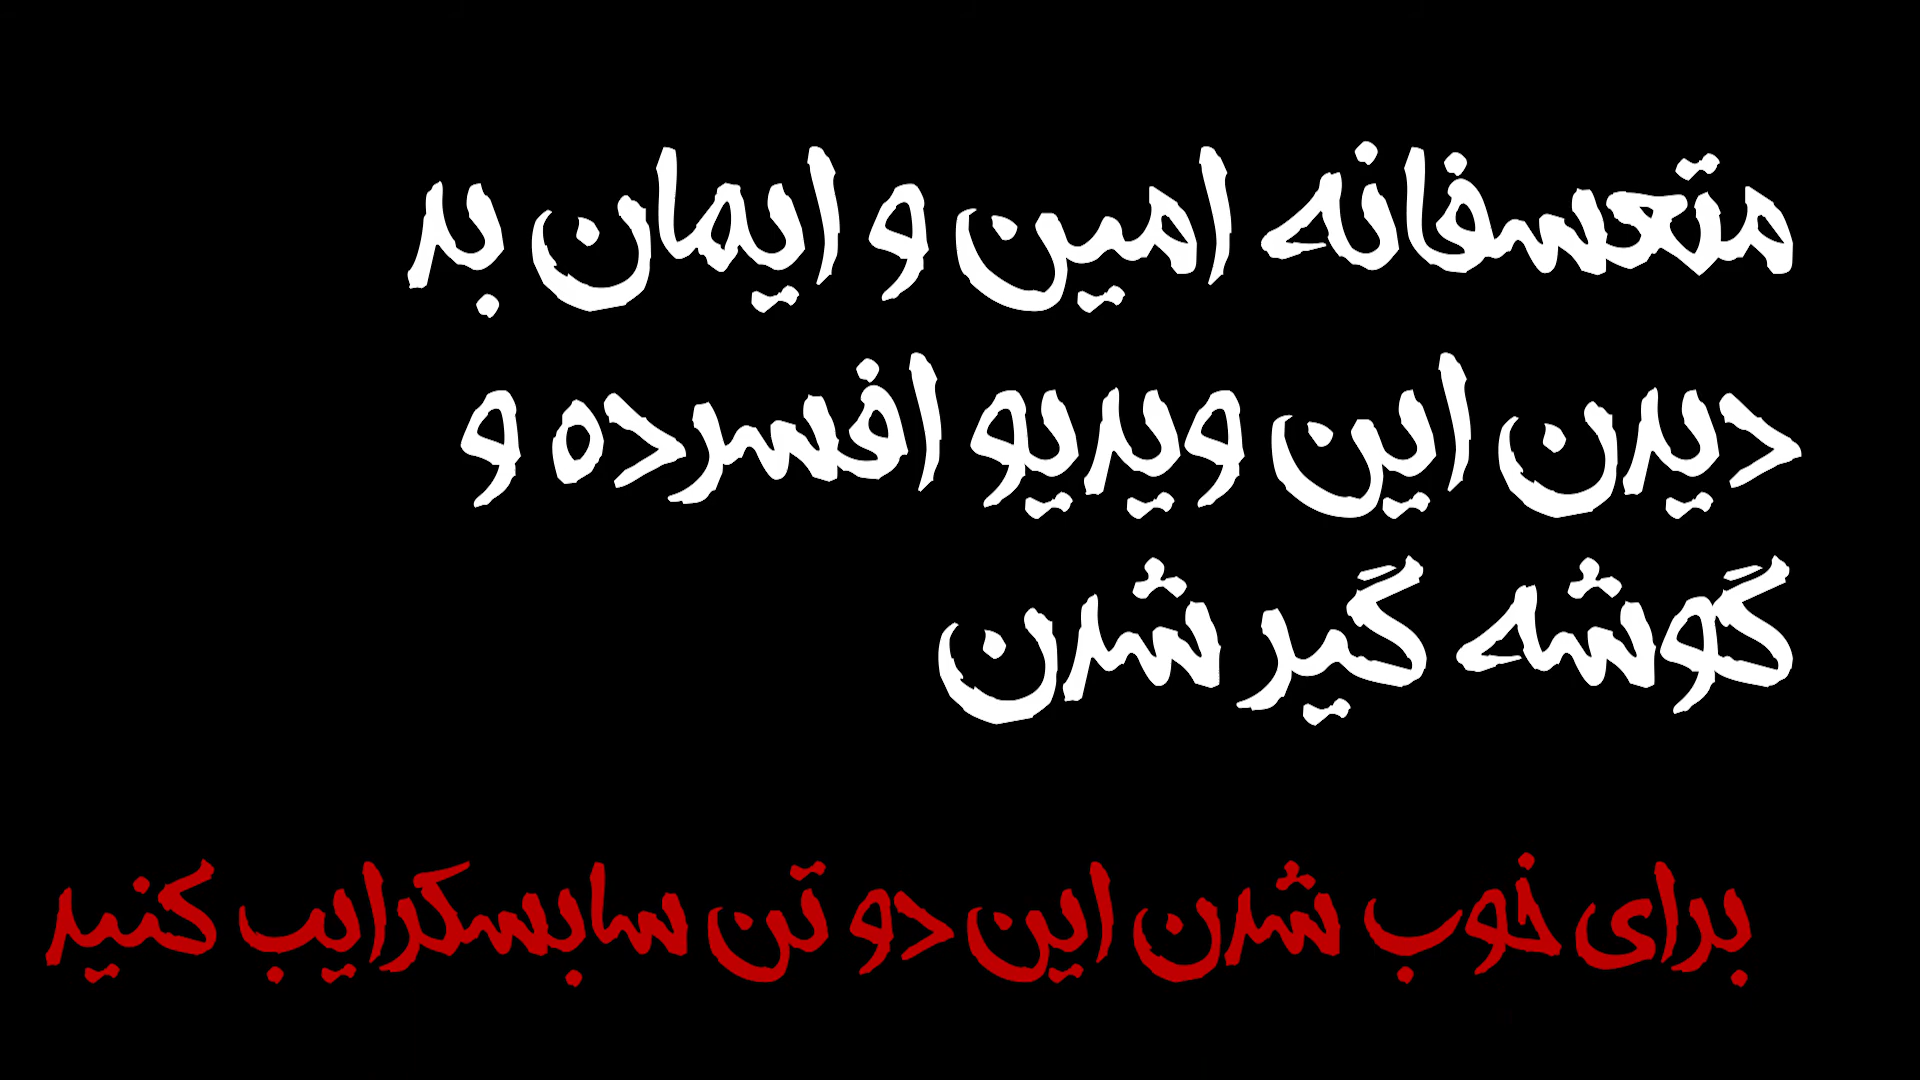 متعسفانه امین و ایمان بد
دیدن این ویدیو افسرده و
گوشه گیر شدن
برای خوب شدن این دو تن سابسکرایب کنید